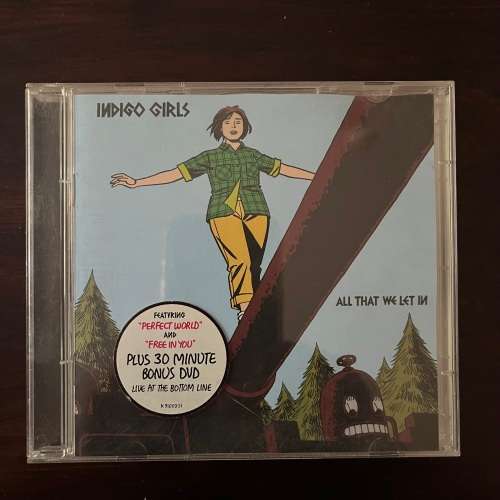 INDIGO GIRLS
ALL THAT WE LET IN
FEATURING
"PERFECT WORLD"
AND
"FREE IN YOU"
PLUS 30 MINUTE
BONUS DVD
LIVE AT THE BOTTOM LINE